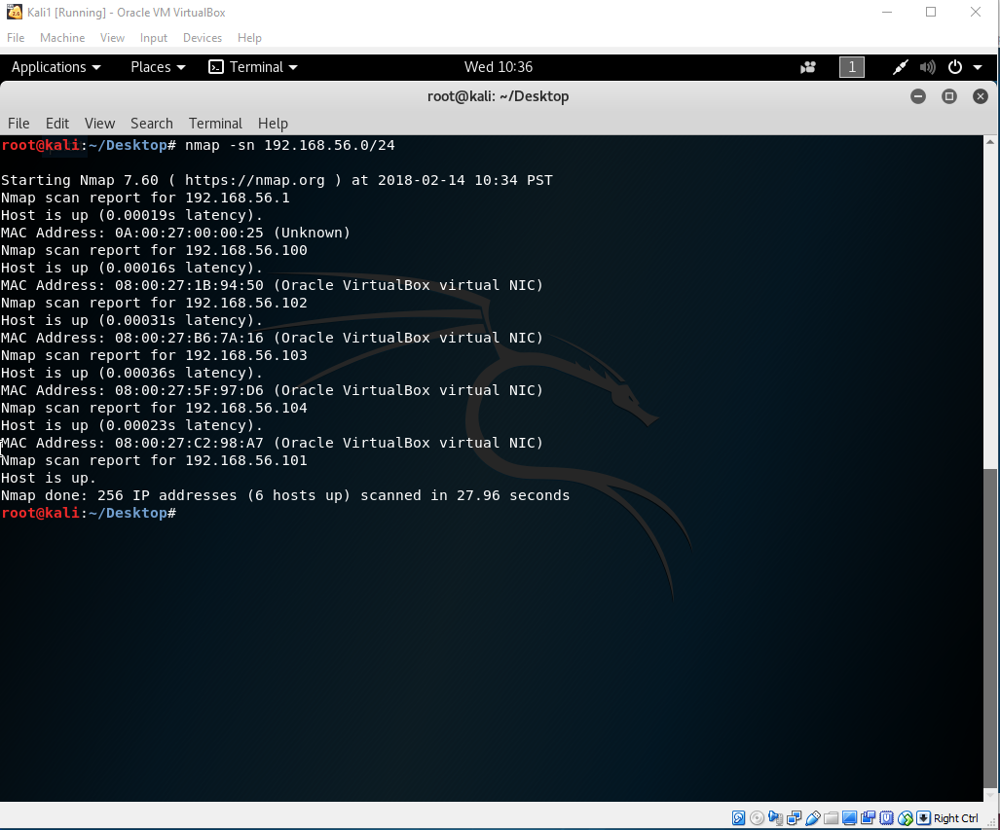 Kali1 [Running] - Oracle VM VirtualBox
File Machine View Input Devices Help
Applications Places Terminal Wed 10:36 1
root@kali: ~/Desktop
File Edit View Search Terminal Help
root@kali:~/Desktop# nmap -sn 192.168.56.0/24
Starting Nmap 7.60 ( https://nmap.org ) at 2018-02-14 10:34 PST
Nmap scan report for 192.168.56.1
Host is up (0.00019s latency).
MAC Address: 0A:00:27:00:00:25 (Unknown)
Nmap scan report for 192.168.56.100
Host is up (0.00016s latency).
MAC Address: 08:00:27:1B:94:50 (Oracle VirtualBox virtual NIC)
Nmap scan report for 192.168.56.102
Host is up (0.00031s latency).
MAC Address: 08:00:27:B6:7A:16 (Oracle VirtualBox virtual NIC)
Nmap scan report for 192.168.56.103
Host is up (0.00036s latency).
MAC Address: 08:00:27:5F:97:D6 (Oracle VirtualBox virtual NIC)
Nmap scan report for 192.168.56.104
Host is up (0.00023s latency).
MAC Address: 08:00:27:C2:98:A7 (Oracle VirtualBox virtual NIC)
Nmap scan report for 192.168.56.101
Host is up.
Nmap done: 256 IP addresses (6 hosts up) scanned in 27.96 seconds
root@kali:~/Desktop#
Right Ctrl